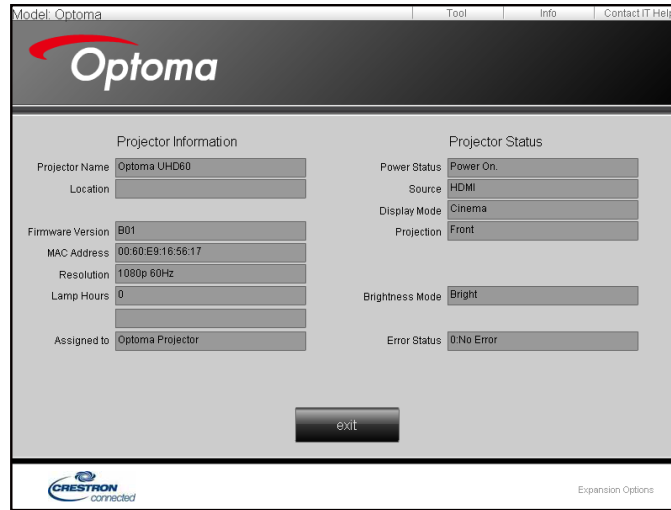 Model: Optoma
Tool
Info
Contact IT Help
Optoma
Projector Information
Projector Name Optoma UHD60
Location
Firmware Version B01
MAC Address 00:60:E9:16:56:17
Resolution 1080p 60Hz
Lamp Hours 0
Assigned to Optoma Projector
Projector Status
Power Status Power On.
Source HDMI
Display Mode Cinema
Projection Front
Brightness Mode Bright
Error Status 0:No Error
exit
CRESTRON
connected
Expansion Options